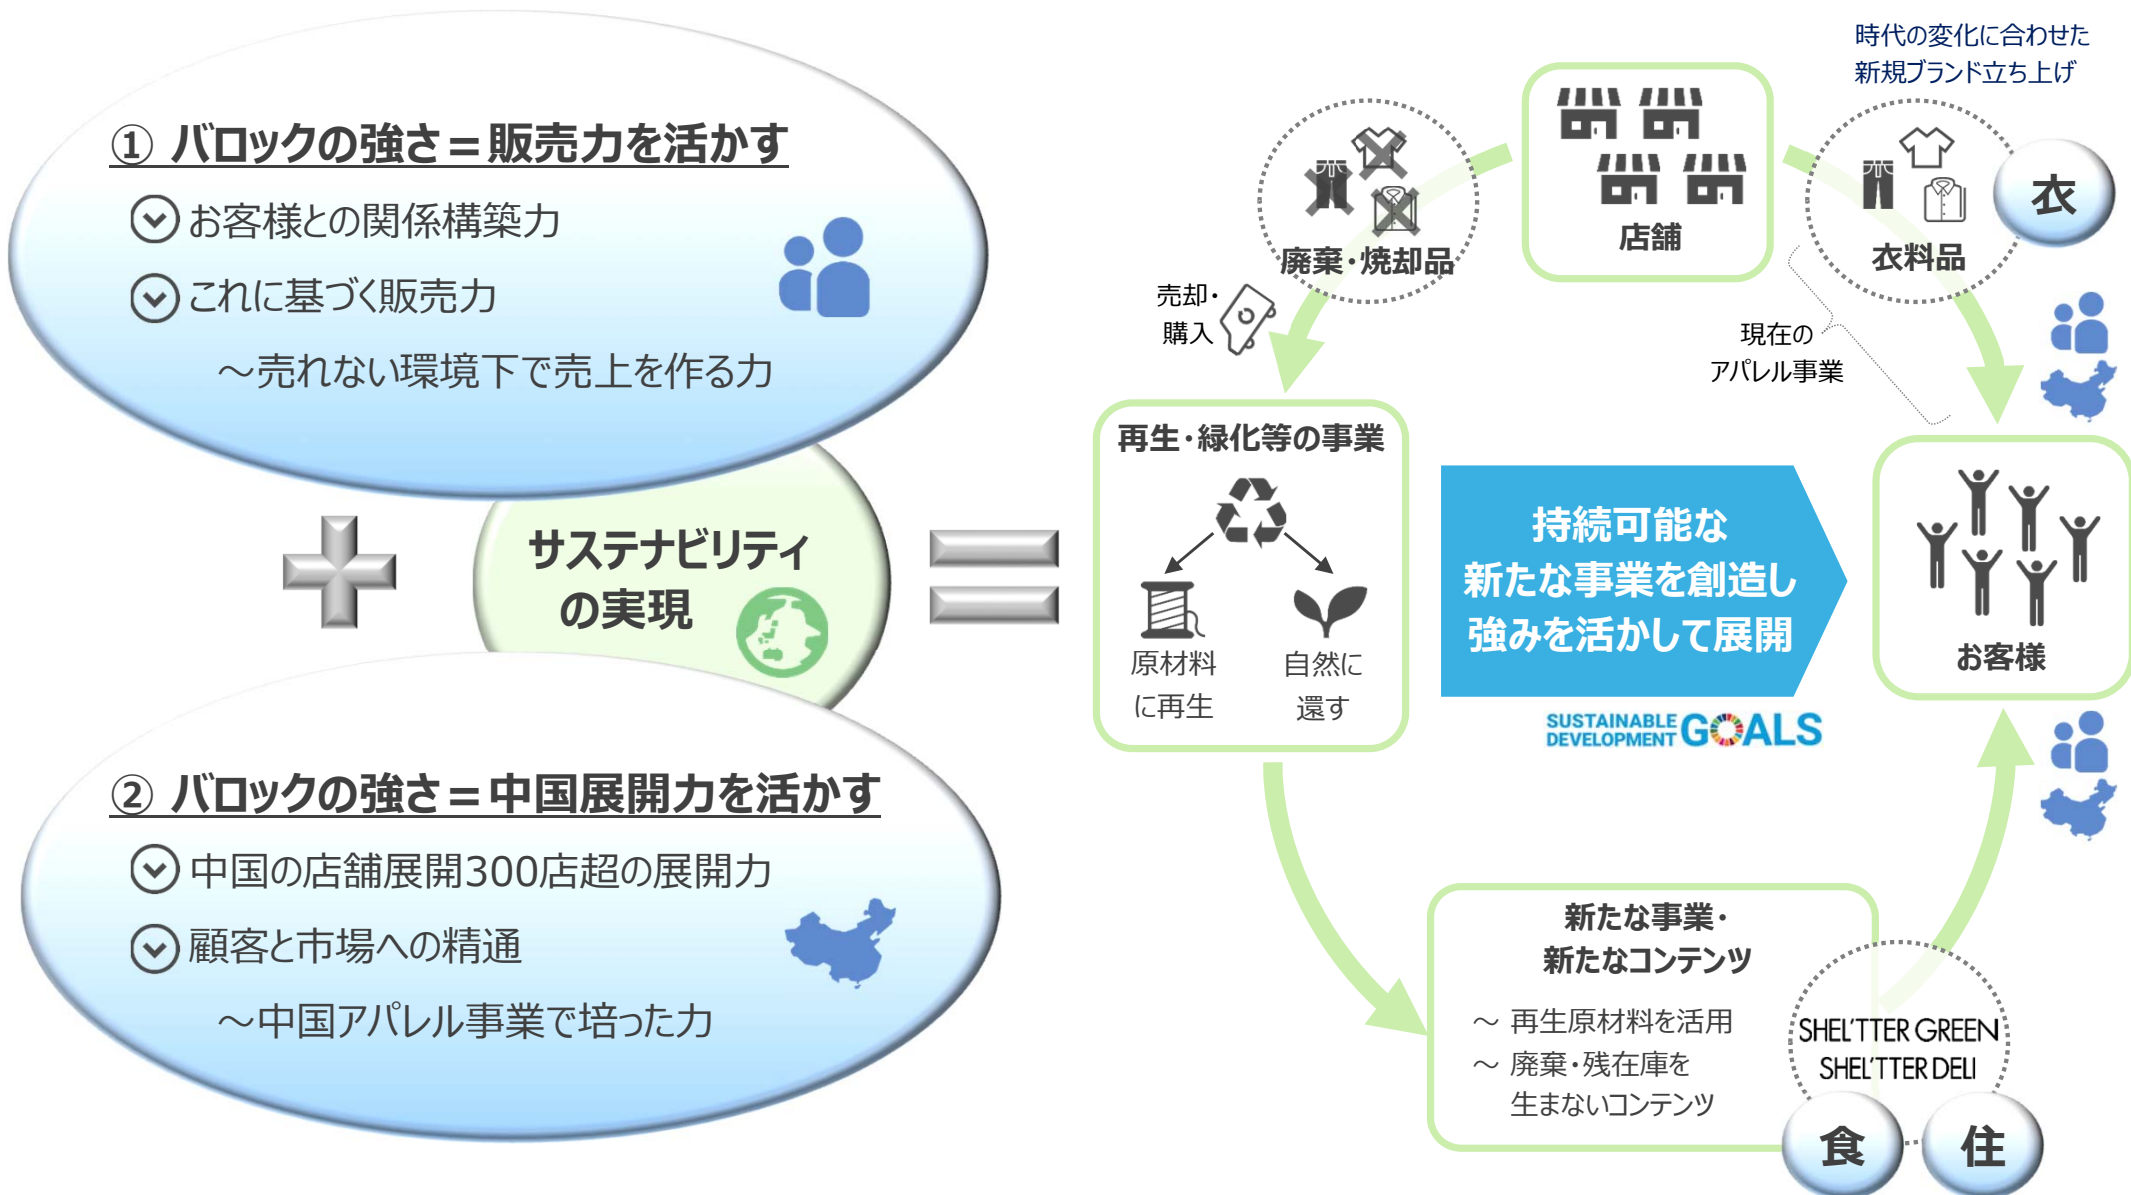 ① バロックの強さ=販売力を活かす
お客様との関係構築力
これに基づく販売力
～売れない環境下で売上を作る力
サステナビリティ
の実現
② バロックの強さ=中国展開力を活かす
中国の店舗展開300店超の展開力
顧客と市場への精通
～中国アパレル事業で培った力
時代の変化に合わせた
新規ブランド立ち上げ
店舗
廃棄・焼却品
衣料品
衣
売却・
購入
現在の
アパレル事業
再生・緑化等の事業
原材料
に再生
自然に
還す
持続可能な
新たな事業を創造し
強みを活かして展開
SUSTAINABLE
DEVELOPMENT GOALS
お客様
新たな事業・
新たなコンテンツ
～ 再生原材料を活用
～ 廃棄・残在庫を
生まないコンテンツ
SHEL'TTER GREEN
SHEL'TTER DELI
食
住